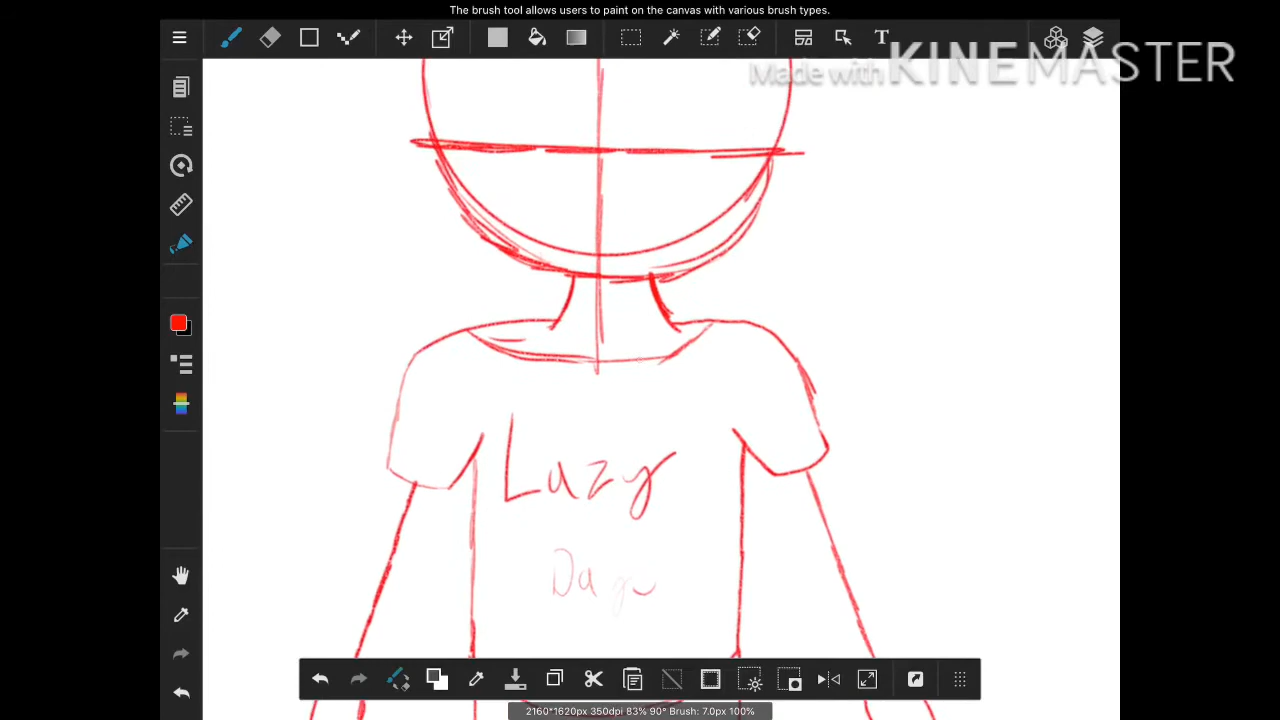 The brush tool allows users to paint on the canvas with various brush types.
T
Made with KINEMASTER
Lazy
2160*1620px 350dpi 83% 90° Brush: 7.0px 100%